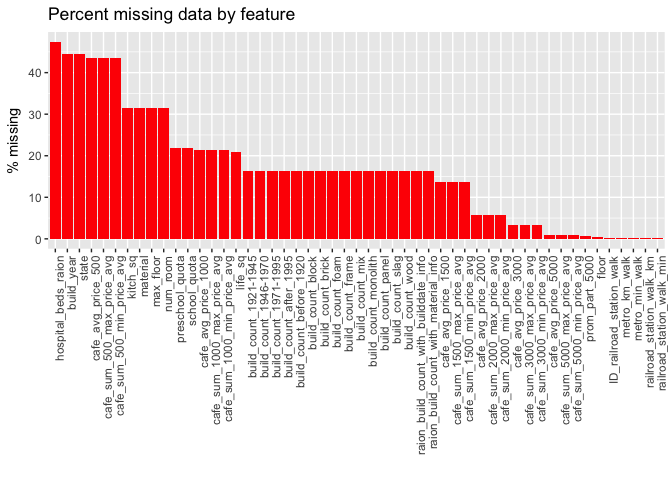 Percent missing data by feature
% missing
40
30
20
10
0
hospital_beds_raion
build_year
state
cafe_avg_price_500
cafe_sum_500_max_price_avg
cafe_sum_500_min_price_avg
kitch_sq
material
max_floor
num_room
preschool_quota
school_quota
cafe_avg_price_1000
cafe_sum_1000_max_price_avg
cafe_sum_1000_min_price_avg
life_sq
build_count_1921-1945
build_count_1946-1970
build_count_1971-1995
build_count_after_1995
build_count_before_1920
build_count_block
build_count_brick
build_count_foam
build_count_frame
build_count_mix
build_count_monolith
build_count_panel
build_count_slag
build_count_wood
raion_build_count_with_builddate_info
raion_build_count_with_material_info
cafe_avg_price_1500
cafe_sum_1500_max_price_avg
cafe_sum_1500_min_price_avg
cafe_avg_price_2000
cafe_sum_2000_max_price_avg
cafe_sum_2000_min_price_avg
cafe_avg_price_3000
cafe_sum_3000_max_price_avg
cafe_sum_3000_min_price_avg
cafe_avg_price_5000
cafe_sum_5000_max_price_avg
cafe_sum_5000_min_price_avg
prom_part_5000
floor
ID_railroad_station_walk
metro_km_walk
metro_min_walk
railroad_station_walk_km
railroad_station_walk_min